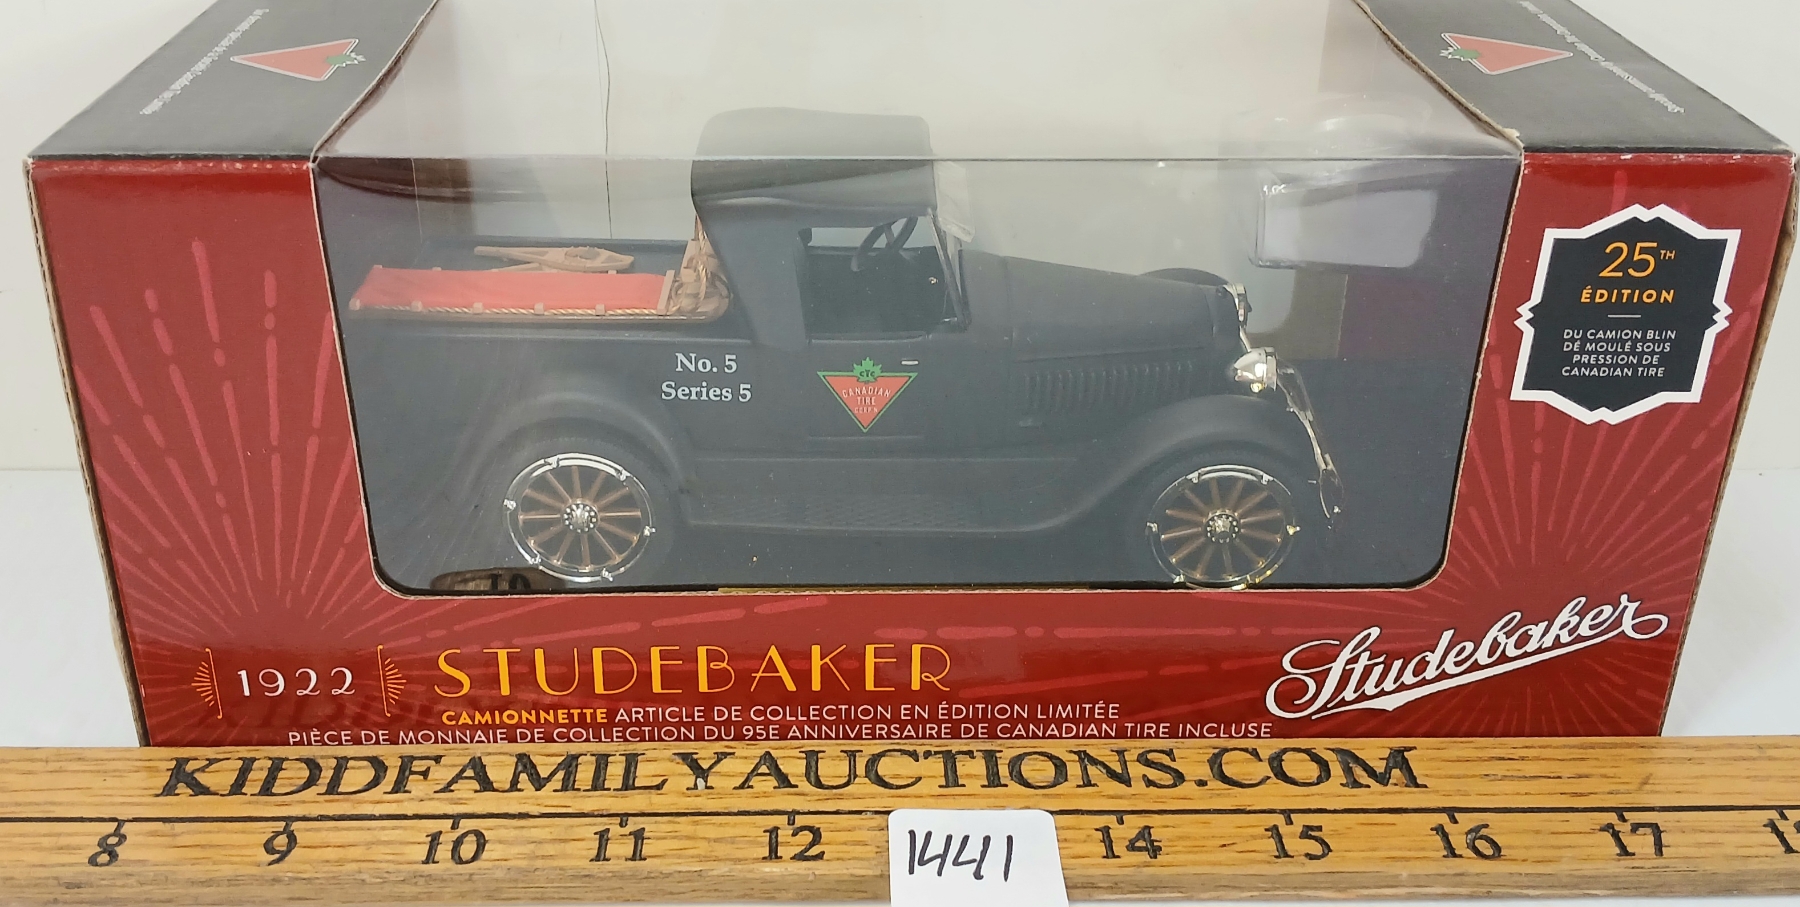 25TH
ÉDITION
DU CAMION BLIN
DÉ MOULÉ SOUS
PRESSION DE
CANADIAN TIRE
No. 5
Series 5
CTC
CANADIAN
TIRE
CORP'N
1922
STUDEBAKER
Studebaker
CAMIONNETTE ARTICLE DE COLLECTION EN ÉDITION LIMITÉE
PIÈCE DE MONNAIE DE COLLECTION DU 95E ANNIVERSAIRE DE CANADIAN TIRE INCLUSE
KIDDFAMILYAUCTIONS.COM
8 9 10 11 12 14 15 16 17
1441